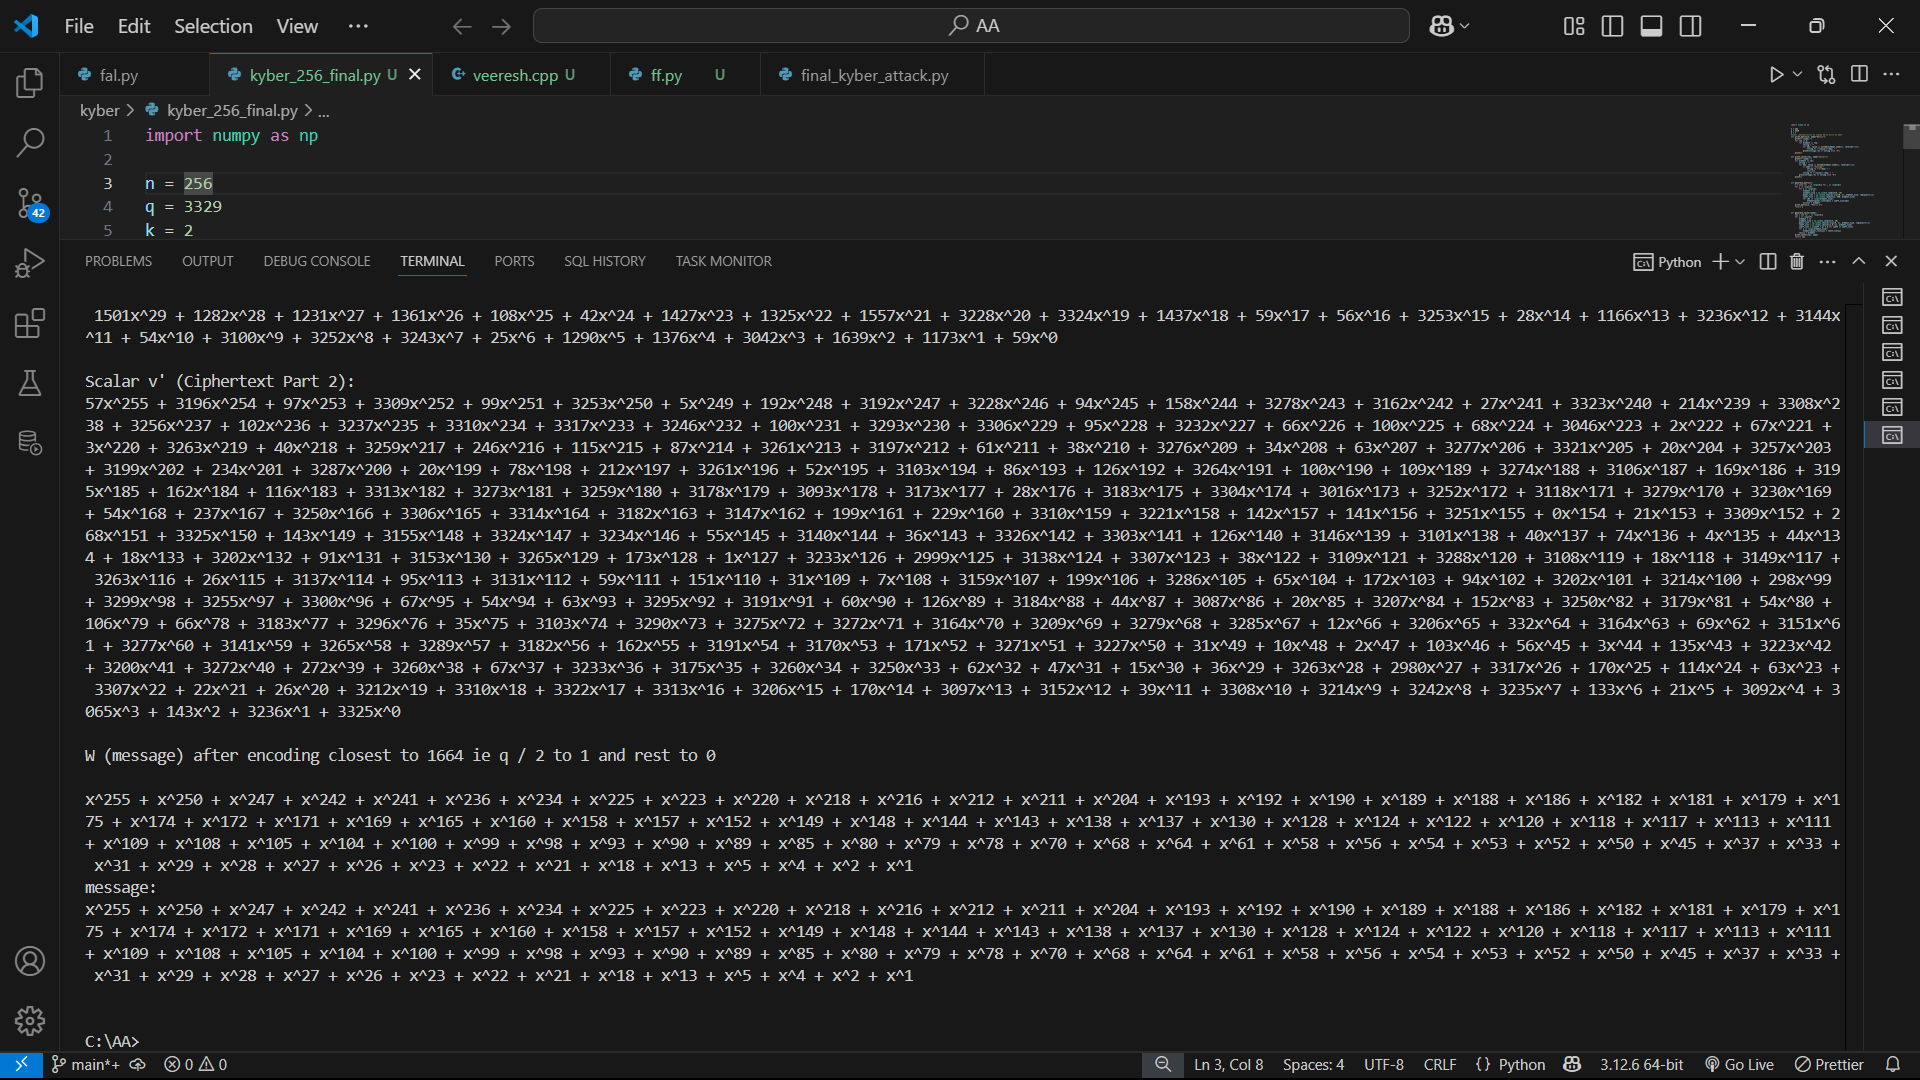 File Edit Selection View ··· AA
fal.py kyber_256_final.py U veeresh.cpp U ff.py U final_kyber_attack.py
kyber > kyber_256_final.py > ...
1 import numpy as np
2
3 n = 256
4 q = 3329
5 k = 2
PROBLEMS OUTPUT DEBUG CONSOLE TERMINAL PORTS SQL HISTORY TASK MONITOR Python
1501x^29 + 1282x^28 + 1231x^27 + 1361x^26 + 108x^25 + 42x^24 + 1427x^23 + 1325x^22 + 1557x^21 + 3228x^20 + 3324x^19 + 1437x^18 + 59x^17 + 56x^16 + 3253x^15 + 28x^14 + 1166x^13 + 3236x^12 + 3144x
^11 + 54x^10 + 3100x^9 + 3252x^8 + 3243x^7 + 25x^6 + 1290x^5 + 1376x^4 + 3042x^3 + 1639x^2 + 1173x^1 + 59x^0
Scalar v' (Ciphertext Part 2):
57x^255 + 3196x^254 + 97x^253 + 3309x^252 + 99x^251 + 3253x^250 + 5x^249 + 192x^248 + 3192x^247 + 3228x^246 + 94x^245 + 158x^244 + 3278x^243 + 3162x^242 + 27x^241 + 3323x^240 + 214x^239 + 3308x^2
38 + 3256x^237 + 102x^236 + 3237x^235 + 3310x^234 + 3317x^233 + 3246x^232 + 100x^231 + 3293x^230 + 3306x^229 + 95x^228 + 3232x^227 + 66x^226 + 100x^225 + 68x^224 + 3046x^223 + 2x^222 + 67x^221 +
3x^220 + 3263x^219 + 40x^218 + 3259x^217 + 246x^216 + 115x^215 + 87x^214 + 3261x^213 + 3197x^212 + 61x^211 + 38x^210 + 3276x^209 + 34x^208 + 63x^207 + 3277x^206 + 3321x^205 + 20x^204 + 3257x^203
+ 3199x^202 + 234x^201 + 3287x^200 + 20x^199 + 78x^198 + 212x^197 + 3261x^196 + 52x^195 + 3103x^194 + 86x^193 + 126x^192 + 3264x^191 + 100x^190 + 109x^189 + 3274x^188 + 3106x^187 + 169x^186 + 319
5x^185 + 162x^184 + 116x^183 + 3313x^182 + 3273x^181 + 3259x^180 + 3178x^179 + 3093x^178 + 3173x^177 + 28x^176 + 3183x^175 + 3304x^174 + 3016x^173 + 3252x^172 + 3118x^171 + 3279x^170 + 3230x^169
+ 54x^168 + 237x^167 + 3250x^166 + 3306x^165 + 3314x^164 + 3182x^163 + 3147x^162 + 199x^161 + 229x^160 + 3310x^159 + 3221x^158 + 142x^157 + 141x^156 + 3251x^155 + 0x^154 + 21x^153 + 3309x^152 + 2
68x^151 + 3325x^150 + 143x^149 + 3155x^148 + 3324x^147 + 3234x^146 + 55x^145 + 3140x^144 + 36x^143 + 3326x^142 + 3303x^141 + 126x^140 + 3146x^139 + 3101x^138 + 40x^137 + 74x^136 + 4x^135 + 44x^13
4 + 18x^133 + 3202x^132 + 91x^131 + 3153x^130 + 3265x^129 + 173x^128 + 1x^127 + 3233x^126 + 2999x^125 + 3138x^124 + 3307x^123 + 38x^122 + 3109x^121 + 3288x^120 + 3108x^119 + 18x^118 + 3149x^117 +
3263x^116 + 26x^115 + 3137x^114 + 95x^113 + 3131x^112 + 59x^111 + 151x^110 + 31x^109 + 7x^108 + 3159x^107 + 199x^106 + 3286x^105 + 65x^104 + 172x^103 + 94x^102 + 3202x^101 + 3214x^100 + 298x^99
+ 3299x^98 + 3255x^97 + 3300x^96 + 67x^95 + 54x^94 + 63x^93 + 3295x^92 + 3191x^91 + 60x^90 + 126x^89 + 3184x^88 + 44x^87 + 3087x^86 + 20x^85 + 3207x^84 + 152x^83 + 3250x^82 + 3179x^81 + 54x^80 +
106x^79 + 66x^78 + 3183x^77 + 3296x^76 + 35x^75 + 3103x^74 + 3290x^73 + 3275x^72 + 3272x^71 + 3164x^70 + 3209x^69 + 3279x^68 + 3285x^67 + 12x^66 + 3206x^65 + 332x^64 + 3164x^63 + 69x^62 + 3151x^6
1 + 3277x^60 + 3141x^59 + 3265x^58 + 3289x^57 + 3182x^56 + 162x^55 + 3191x^54 + 3170x^53 + 171x^52 + 3271x^51 + 3227x^50 + 31x^49 + 10x^48 + 2x^47 + 103x^46 + 56x^45 + 3x^44 + 135x^43 + 3223x^42
+ 3200x^41 + 3272x^40 + 272x^39 + 3260x^38 + 67x^37 + 3233x^36 + 3175x^35 + 3260x^34 + 3250x^33 + 62x^32 + 47x^31 + 15x^30 + 36x^29 + 3263x^28 + 2980x^27 + 3317x^26 + 170x^25 + 114x^24 + 63x^23 +
3307x^22 + 22x^21 + 26x^20 + 3212x^19 + 3310x^18 + 3322x^17 + 3313x^16 + 3206x^15 + 170x^14 + 3097x^13 + 3152x^12 + 39x^11 + 3308x^10 + 3214x^9 + 3242x^8 + 3235x^7 + 133x^6 + 21x^5 + 3092x^4 + 3
065x^3 + 143x^2 + 3236x^1 + 3325x^0
W (message) after encoding closest to 1664 ie q / 2 to 1 and rest to 0
x^255 + x^250 + x^247 + x^242 + x^241 + x^236 + x^234 + x^225 + x^223 + x^220 + x^218 + x^216 + x^212 + x^211 + x^204 + x^193 + x^192 + x^190 + x^189 + x^188 + x^186 + x^182 + x^181 + x^179 + x^1
75 + x^174 + x^172 + x^171 + x^169 + x^165 + x^160 + x^158 + x^157 + x^152 + x^149 + x^148 + x^144 + x^143 + x^138 + x^137 + x^130 + x^128 + x^124 + x^122 + x^120 + x^118 + x^117 + x^113 + x^111
+ x^109 + x^108 + x^105 + x^104 + x^100 + x^99 + x^98 + x^93 + x^90 + x^89 + x^85 + x^80 + x^79 + x^78 + x^70 + x^68 + x^64 + x^61 + x^58 + x^56 + x^54 + x^53 + x^52 + x^50 + x^45 + x^37 + x^33 +
x^31 + x^29 + x^28 + x^27 + x^26 + x^23 + x^22 + x^21 + x^18 + x^13 + x^5 + x^4 + x^2 + x^1
message:
x^255 + x^250 + x^247 + x^242 + x^241 + x^236 + x^234 + x^225 + x^223 + x^220 + x^218 + x^216 + x^212 + x^211 + x^204 + x^193 + x^192 + x^190 + x^189 + x^188 + x^186 + x^182 + x^181 + x^179 + x^1
75 + x^174 + x^172 + x^171 + x^169 + x^165 + x^160 + x^158 + x^157 + x^152 + x^149 + x^148 + x^144 + x^143 + x^138 + x^137 + x^130 + x^128 + x^124 + x^122 + x^120 + x^118 + x^117 + x^113 + x^111
+ x^109 + x^108 + x^105 + x^104 + x^100 + x^99 + x^98 + x^93 + x^90 + x^89 + x^85 + x^80 + x^79 + x^78 + x^70 + x^68 + x^64 + x^61 + x^58 + x^56 + x^54 + x^53 + x^52 + x^50 + x^45 + x^37 + x^33 +
x^31 + x^29 + x^28 + x^27 + x^26 + x^23 + x^22 + x^21 + x^18 + x^13 + x^5 + x^4 + x^2 + x^1
C:\AA>
42
main*+ 0 0 Ln 3, Col 8 Spaces: 4 UTF-8 CRLF {} Python 3.12.6 64-bit Go Live Prettier